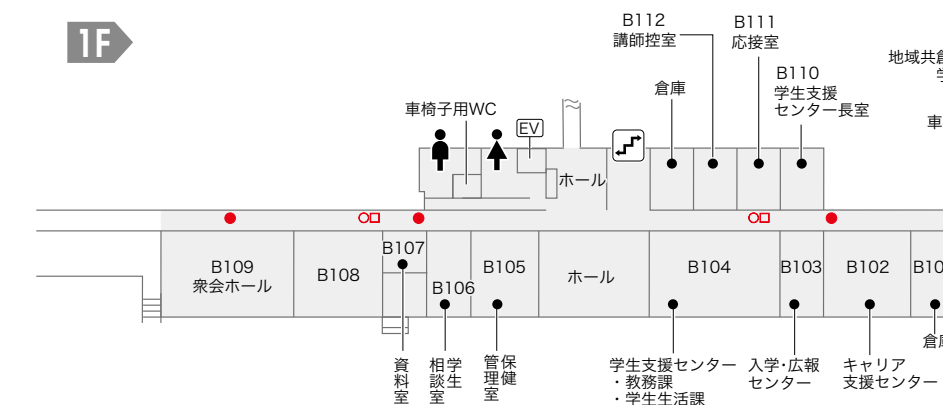 1F
B112
講師控室
B111
応接室
倉庫
B110
学生支援
センター長室
地域共創
学
車
車椅子用WC
EV
ホール
B109
衆会ホール
B108
B107
B106
B105
ホール
B104
B103
B102
B10
資料室
学生
相談室
保健
管理室
学生支援センター
・教務課
・学生生活課
入学・広報
センター
キャリア
支援センター
倉庫